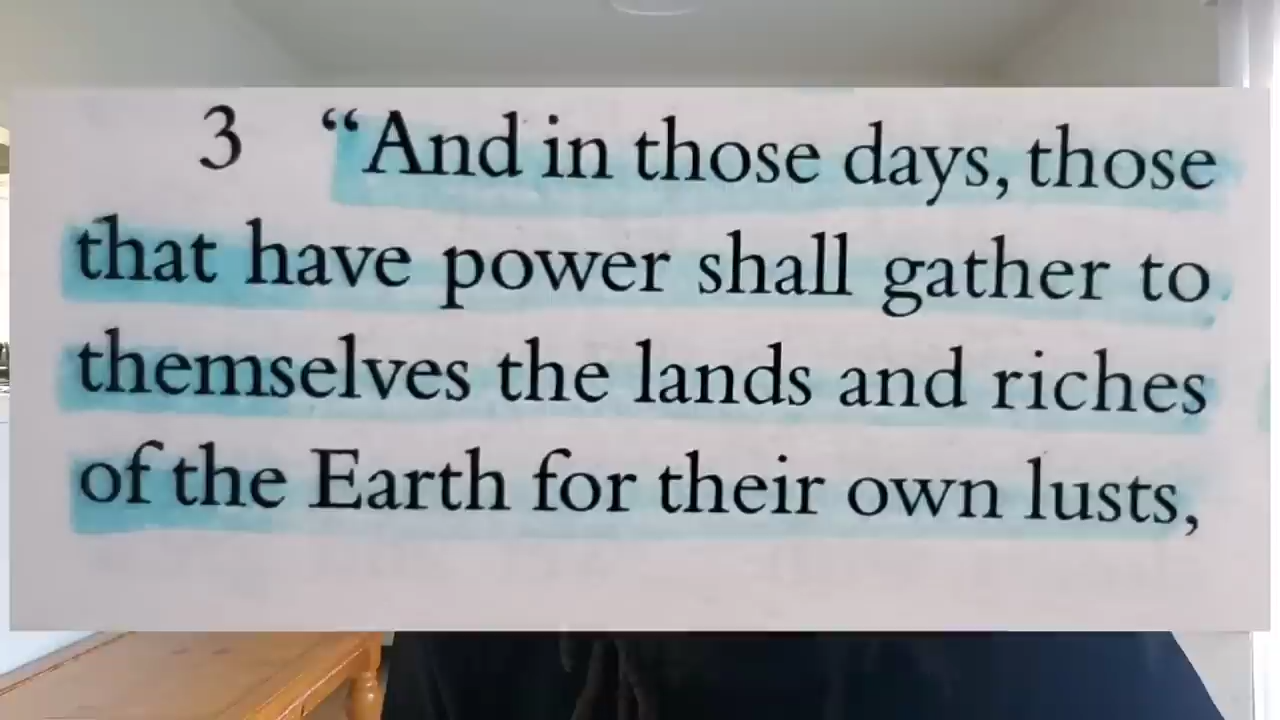 3 “And in those days, those
that have power shall gather to
themselves the lands and riches
of the Earth for their own lusts,